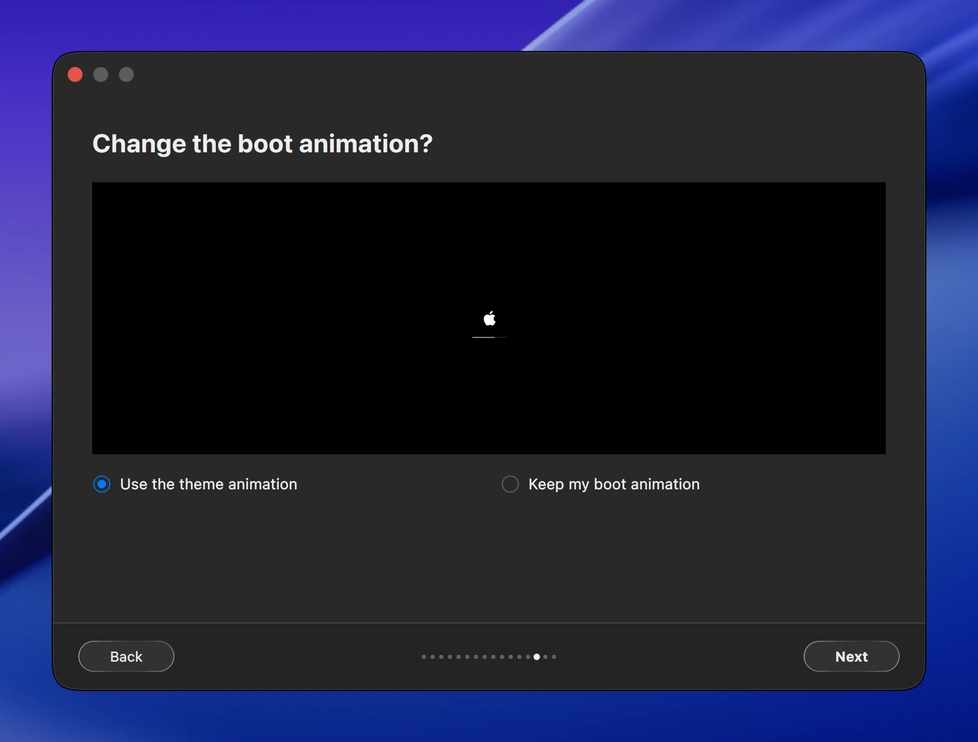 Change the boot animation?
Use the theme animation
Keep my boot animation
Back
Next